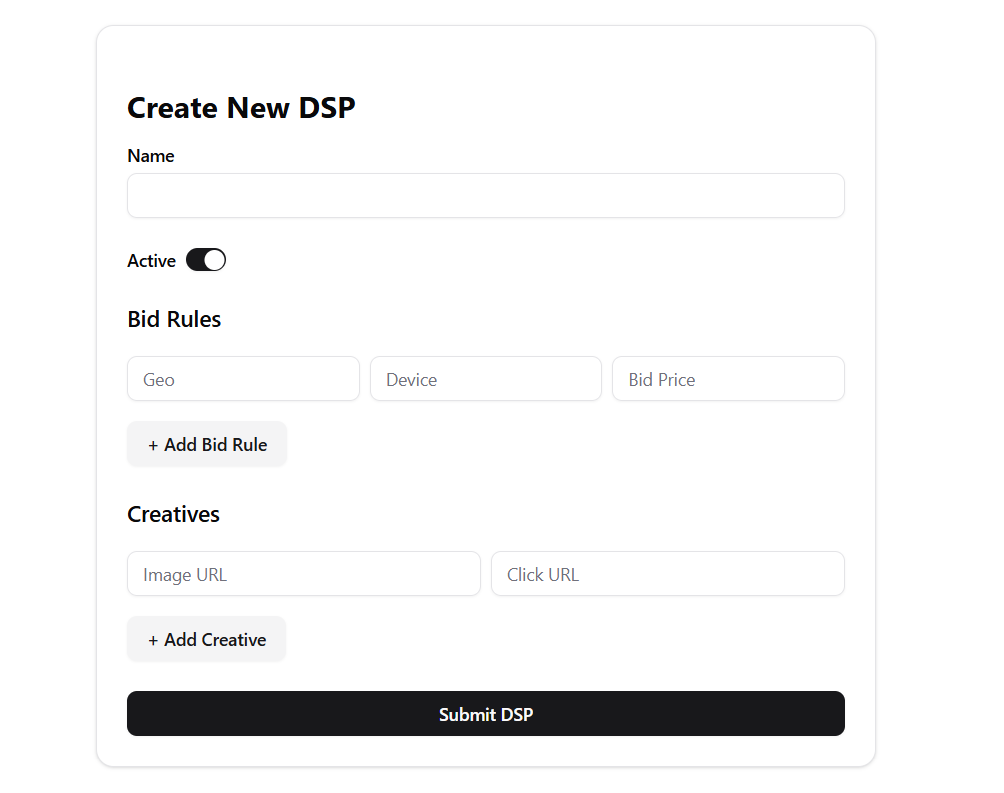 Create New DSP
Name
Active
Bid Rules
Geo Device Bid Price
+ Add Bid Rule
Creatives
Image URL Click URL
+ Add Creative
Submit DSP